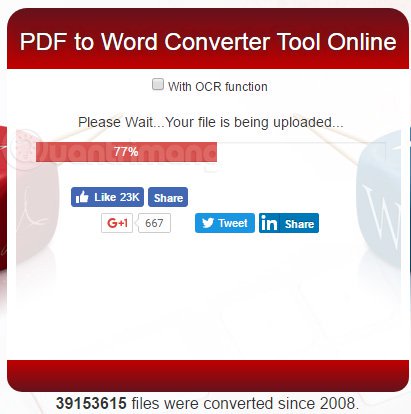 PDF to Word Converter Tool Online
With OCR function
Please Wait...Your file is being uploaded...
Quantrimang
77%
Like 23K Share
G+1 667 Tweet in Share
W
39153615 files were converted since 2008.